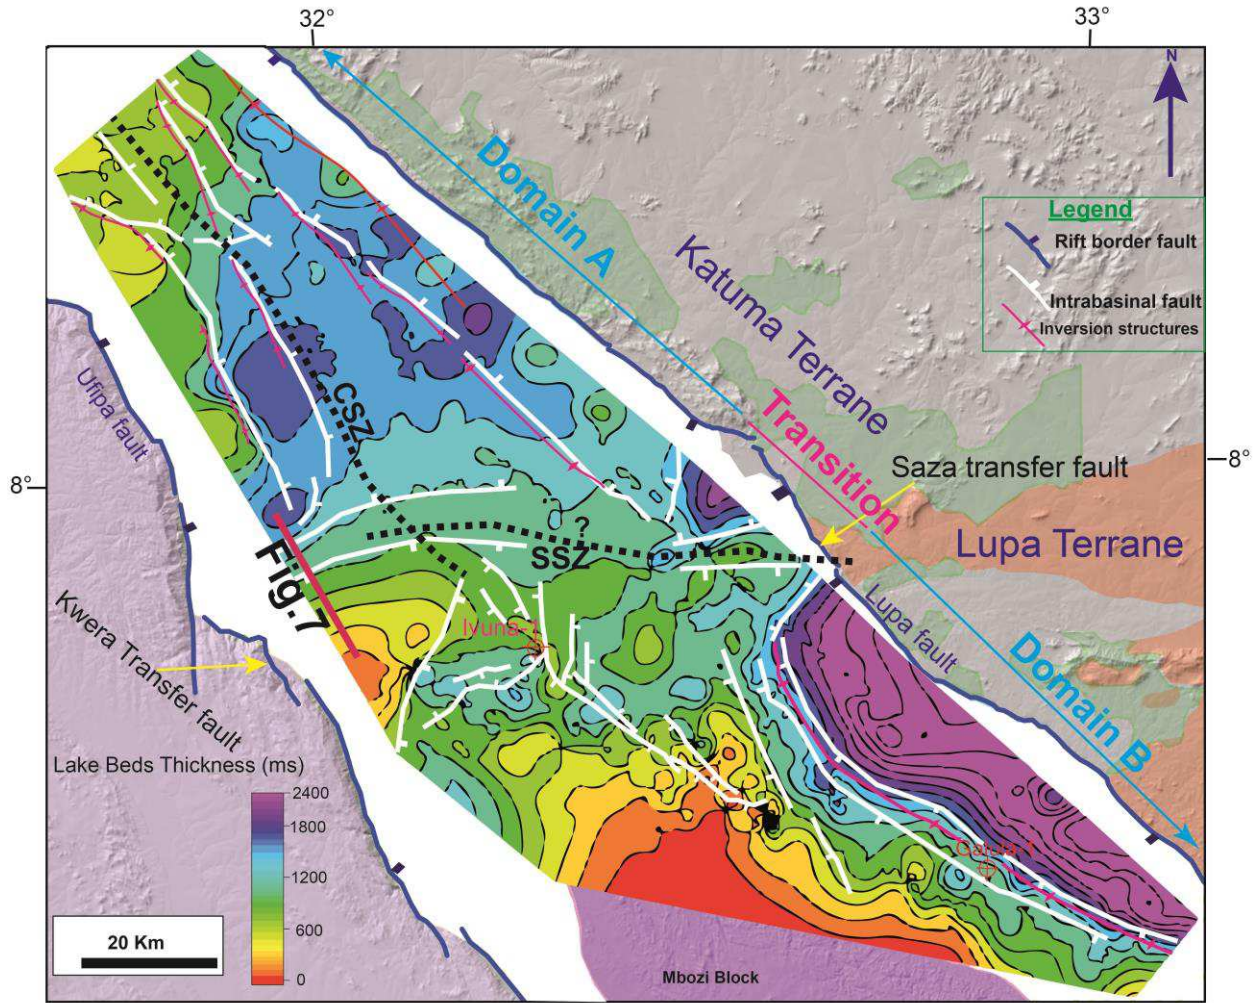 32°
33°
N
Domain A
Katuma Terrane
Legend
Rift border fault
Intrabasinal fault
Inversion structures
Ufipa fault
CSZ
Transition
Saza transfer fault
8°
8°
?
SSZ
Lupa Terrane
Fig.7
Kwera Transfer fault
Ivuna-1
Lupa fault
Domain B
Lake Beds Thickness (ms)
2400
1800
1200
600
0
Galula-1
20 Km
Mbozi Block